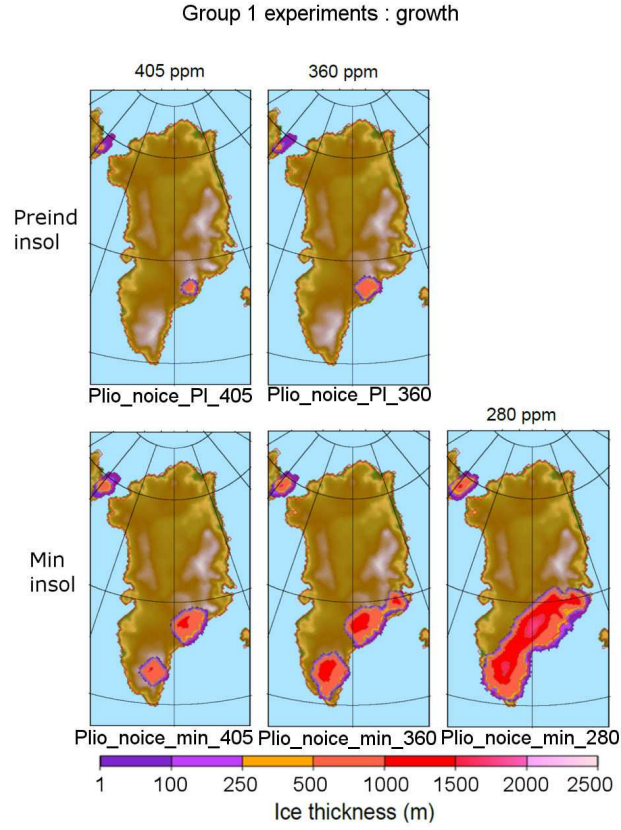 Group 1 experiments : growth
405 ppm 360 ppm
Preind
insol
Plio_noice_PI_405 Plio_noice_PI_360
280 ppm
Min
insol
Plio_noice_min_405 Plio_noice_min_360 Plio_noice_min_280
1 100 250 500 1000 1500 2000 2500
Ice thickness (m)